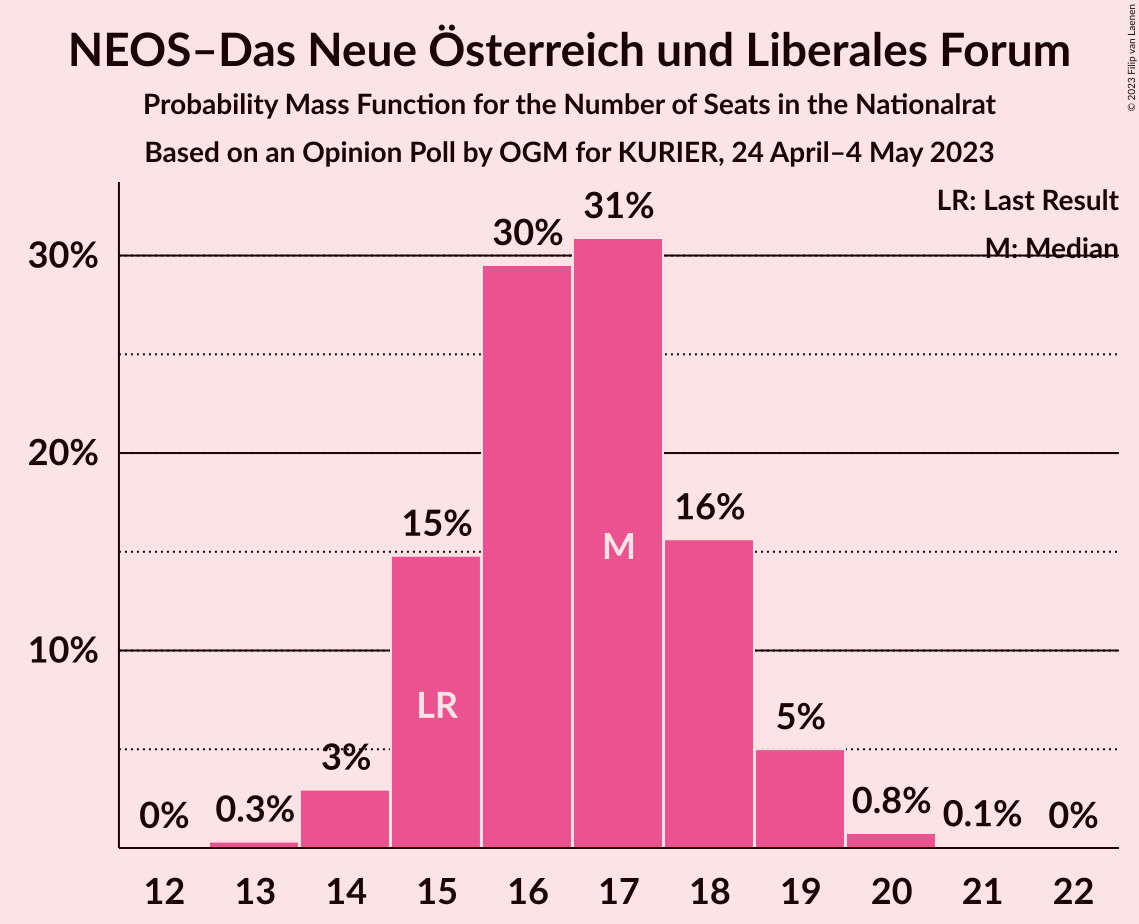 NEOS–Das Neue Österreich und Liberales Forum
Probability Mass Function for the Number of Seats in the Nationalrat
Based on an Opinion Poll by OGM for KURIER, 24 April–4 May 2023
© 2023 Filip van Laenen
LR: Last Result
M: Median
30%
20%
10%
0%
0.3%
3%
15%
30%
31%
16%
5%
0.8%
0.1%
0%
LR
M
12 13 14 15 16 17 18 19 20 21 22